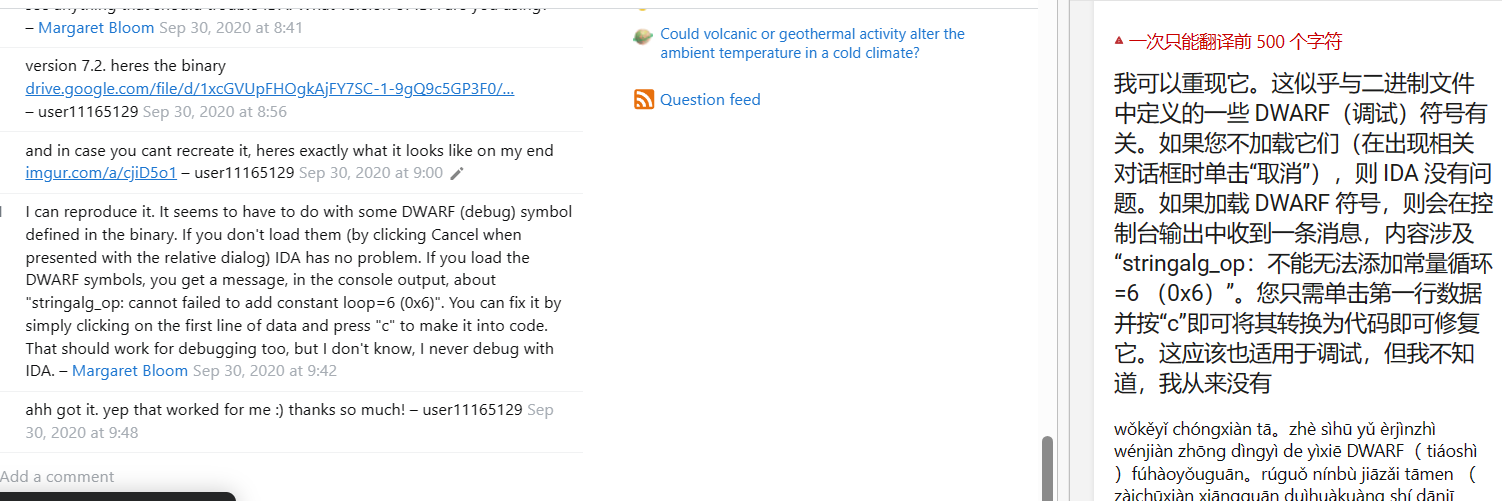 – Margaret Bloom Sep 30, 2020 at 8:41
version 7.2. heres the binary
drive.google.com/file/d/1xcGVUpFHOgkAjFY7SC-1-9gQ9c5GP3F0/...
– user11165129 Sep 30, 2020 at 8:56
and in case you cant recreate it, heres exactly what it looks like on my end
imgur.com/a/cjiD5o1 – user11165129 Sep 30, 2020 at 9:00
I can reproduce it. It seems to have to do with some DWARF (debug) symbol
defined in the binary. If you don't load them (by clicking Cancel when
presented with the relative dialog) IDA has no problem. If you load the
DWARF symbols, you get a message, in the console output, about
"stringalg_op: cannot failed to add constant loop=6 (0x6)". You can fix it by
simply clicking on the first line of data and press "c" to make it into code.
That should work for debugging too, but I don't know, I never debug with
IDA. – Margaret Bloom Sep 30, 2020 at 9:42
ahh got it. yep that worked for me :) thanks so much! – user11165129 Sep
30, 2020 at 9:48
Add a comment
Could volcanic or geothermal activity alter the
ambient temperature in a cold climate?
Question feed
一次只能翻译前 500 个字符
我可以重现它。这似乎与二进制文件
中定义的一些 DWARF（调试）符号有
关。如果您不加载它们（在出现相关
对话框时单击“取消”），则 IDA 没有问
题。如果加载 DWARF 符号，则会在控
制台输出中收到一条消息，内容涉及
“stringalg_op：不能无法添加常量循环
=6 （0x6）”。您只需单击第一行数据
并按“c”即可将其转换为代码即可修复
它。这应该也适用于调试，但我不知
道，我从来没有
wǒkěyǐ chóngxiàn tā。zhè sìhū yǔ èrjìnzhì
wénjiàn zhōng dìngyì de yìxiē DWARF（ tiáoshì
）fúhàoyǒuguān。rúguǒ nínbù jiāzǎi tāmen （
zàichūxiàn xiāngguān duìhuàkuàng shí dānjī